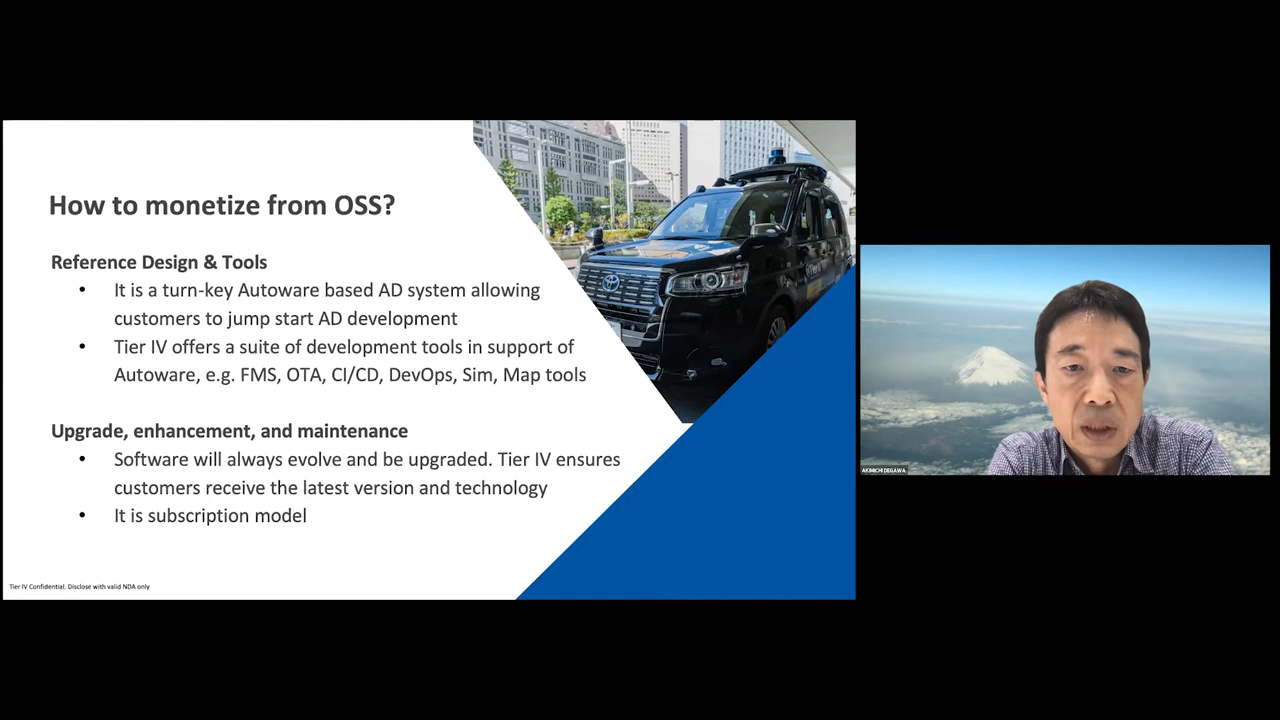 How to monetize from OSS?
Reference Design & Tools
• It is a turn-key Autoware based AD system allowing
customers to jump start AD development
• Tier IV offers a suite of development tools in support of
Autoware, e.g. FMS, OTA, CI/CD, DevOps, Sim, Map tools
Upgrade, enhancement, and maintenance
• Software will always evolve and be upgraded. Tier IV ensures
customers receive the latest version and technology
• It is subscription model
Tier IV Confidential. Disclose with valid NDA only
AKIMICHI DEGAWA